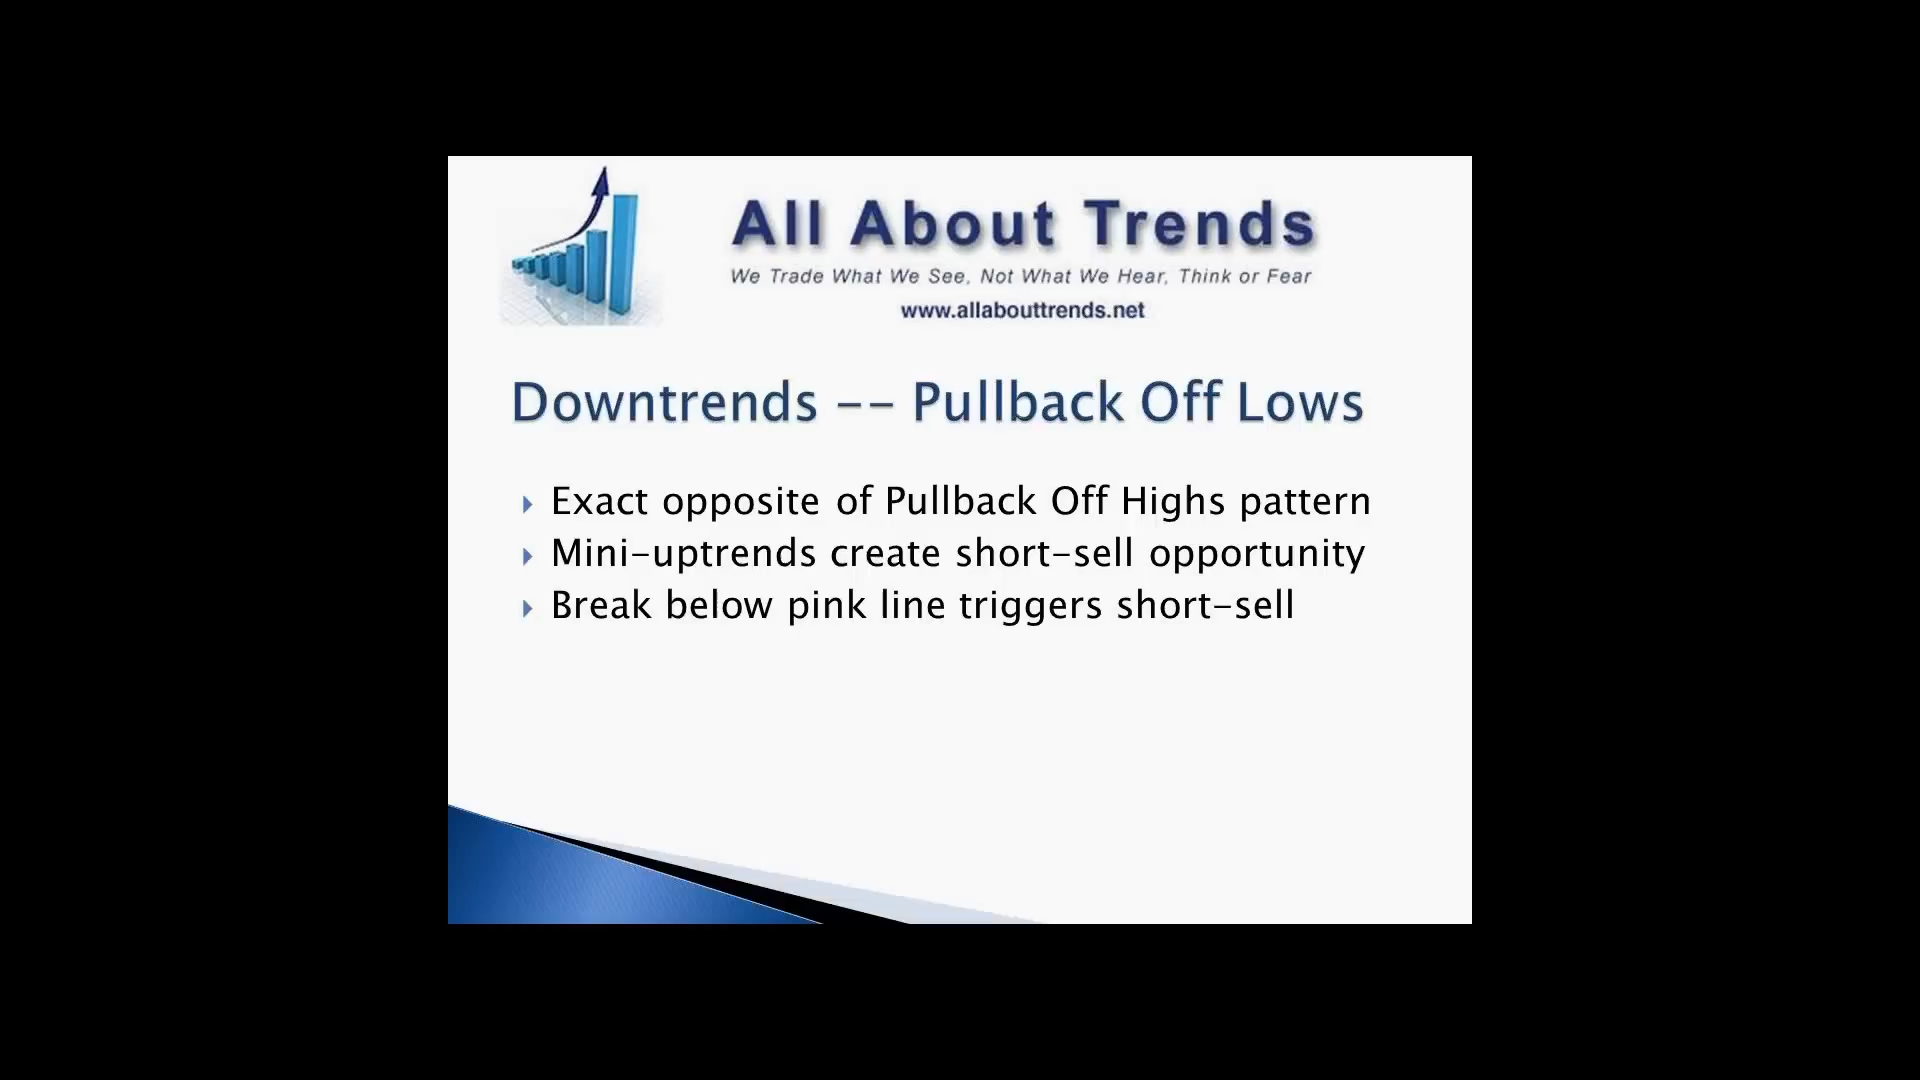 All About Trends
We Trade What We See, Not What We Hear, Think or Fear
www.allabouttrends.net
Downtrends -- Pullback Off Lows
Exact opposite of Pullback Off Highs pattern
Mini-uptrends create short-sell opportunity
Break below pink line triggers short-sell